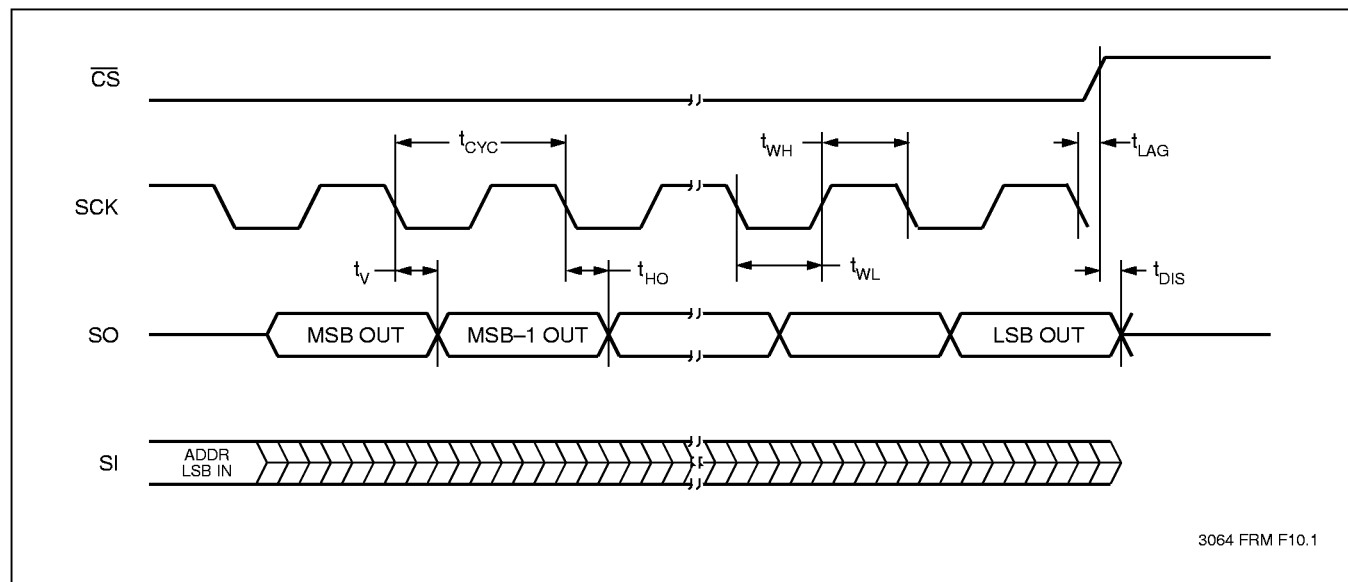 CS
tCYC
tWH
tLAG
SCK
tV
tHO
tWL
tDIS
SO
MSB OUT
MSB–1 OUT
LSB OUT
SI
ADDR
LSB IN
3064 FRM F10.1